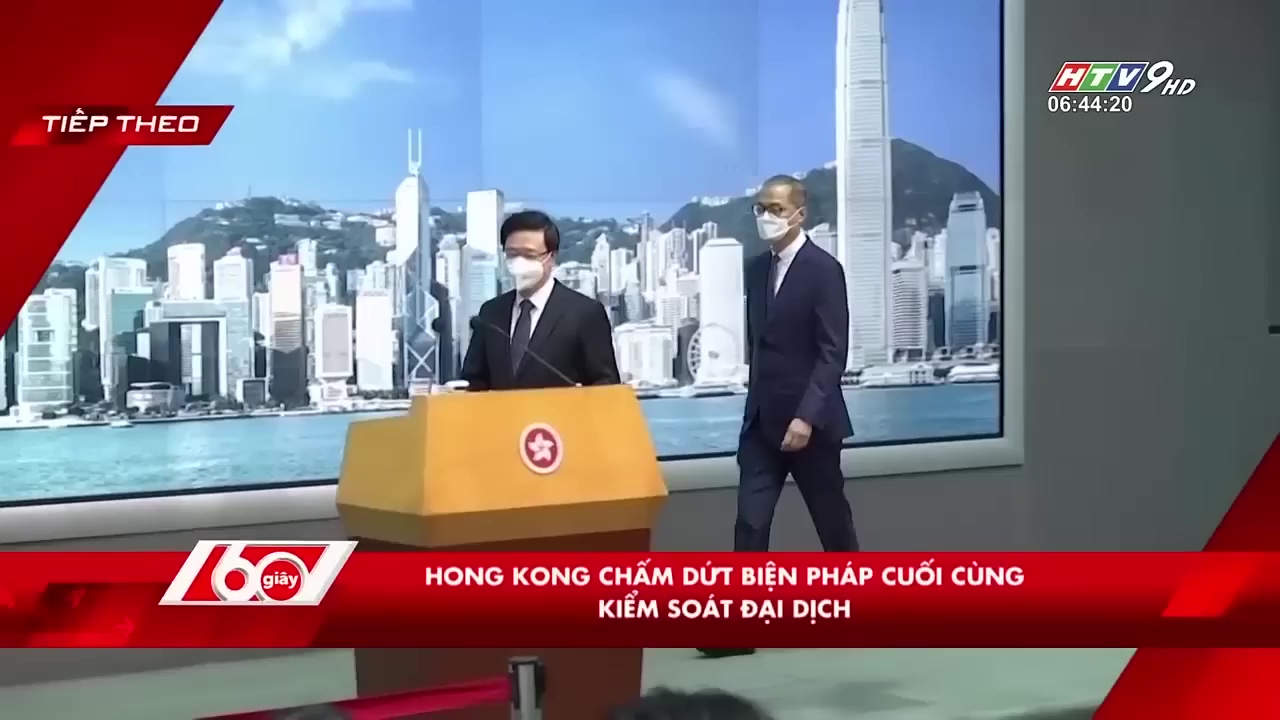 TIẾP THEO
HTV9HD
06:44:20
60 giây
HONG KONG CHẤM DỨT BIỆN PHÁP CUỐI CÙNG
KIỂM SOÁT ĐẠI DỊCH